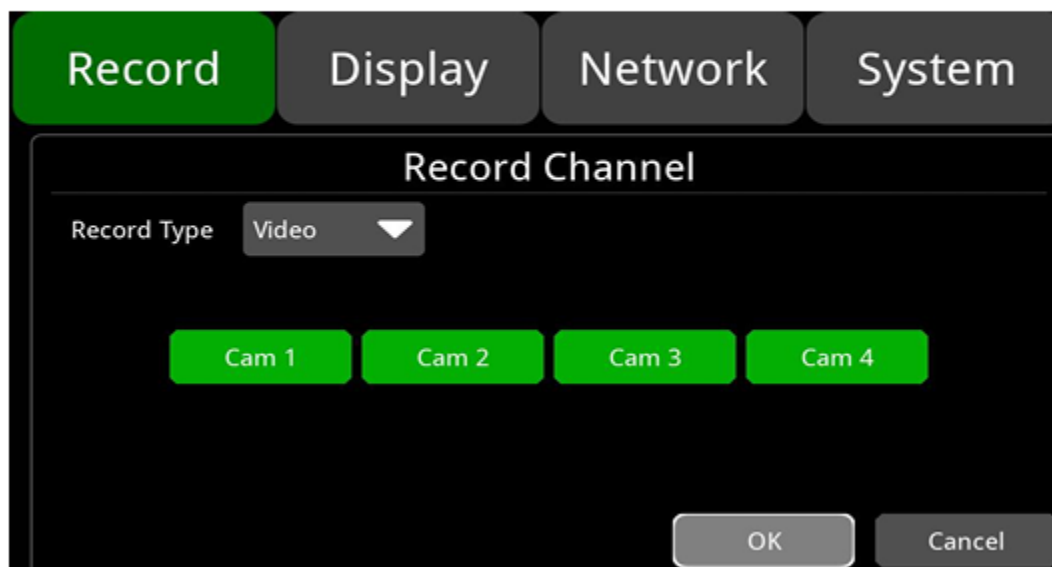 Record Display Network System
Record Channel
Record Type Video
Cam 1 Cam 2 Cam 3 Cam 4
OK Cancel